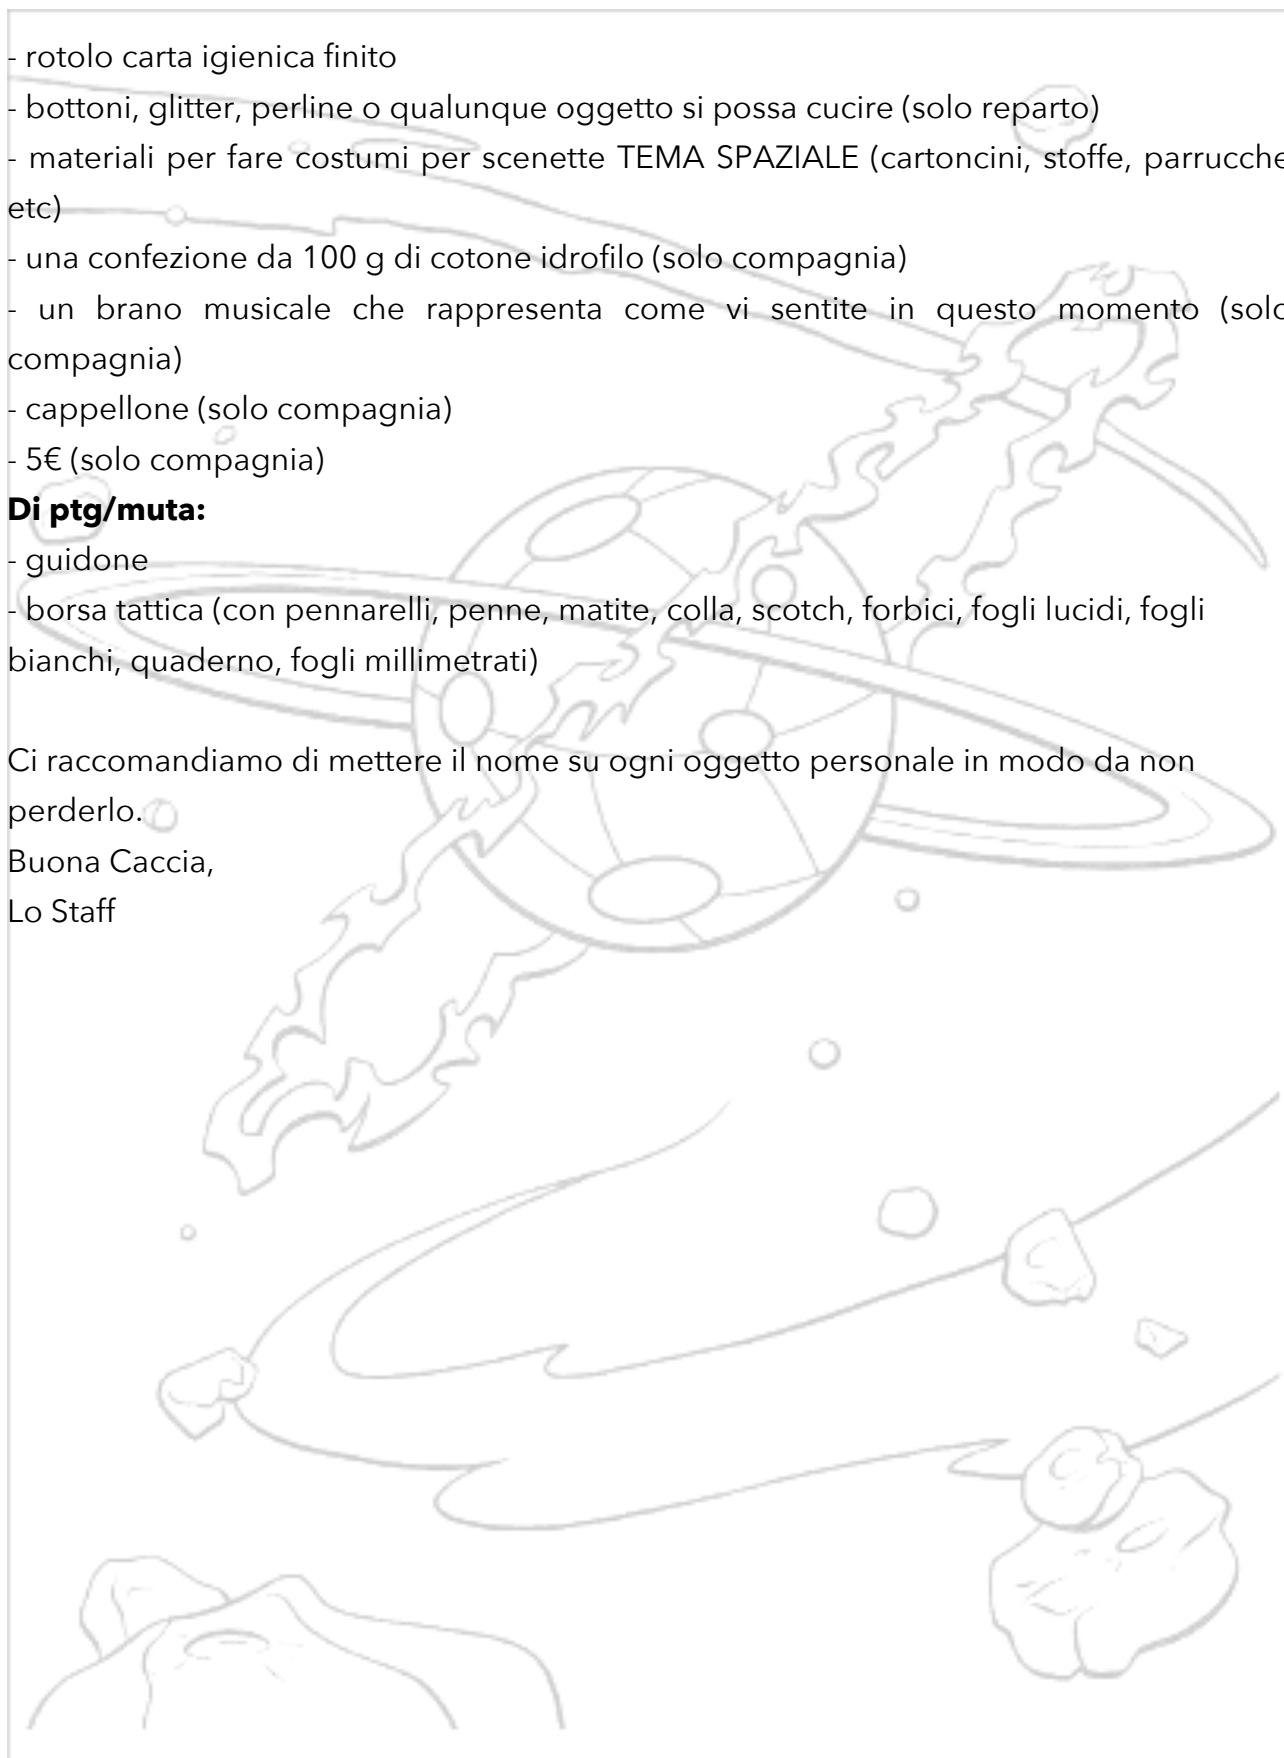 - rotolo carta igienica finito
- bottoni, glitter, perline o qualunque oggetto si possa cucire (solo reparto)
- materiali per fare costumi per scenette TEMA SPAZIALE (cartoncini, stoffe, parrucche
etc)
- una confezione da 100 g di cotone idrofilo (solo compagnia)
- un brano musicale che rappresenta come vi sentite in questo momento (solo
compagnia)
- cappellone (solo compagnia)
- 5€ (solo compagnia)
Di ptg/muta:
- guidone
- borsa tattica (con pennarelli, penne, matite, colla, scotch, forbici, fogli lucidi, fogli
bianchi, quaderno, fogli millimetrati)
Ci raccomandiamo di mettere il nome su ogni oggetto personale in modo da non
perderlo.
Buona Caccia,
Lo Staff